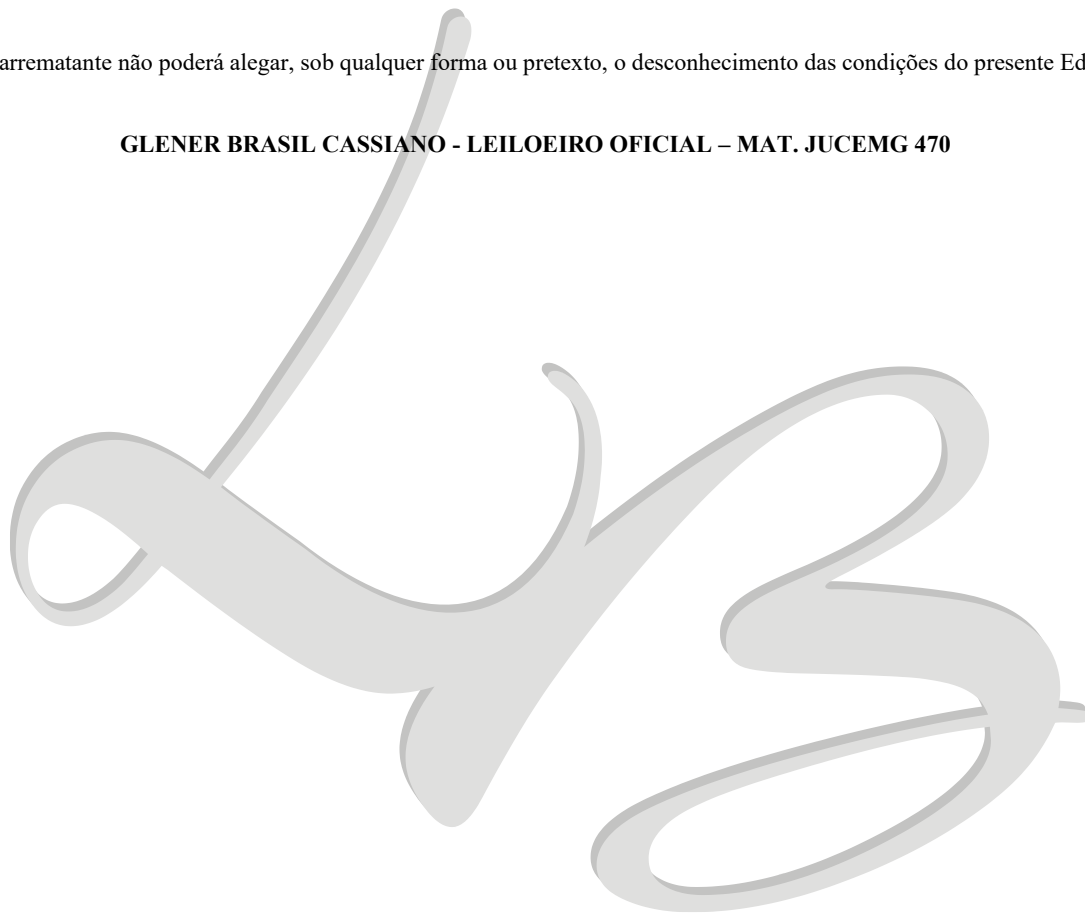 arrematante não poderá alegar, sob qualquer forma ou pretexto, o desconhecimento das condições do presente Ed
GLENER BRASIL CASSIANO - LEILOEIRO OFICIAL – MAT. JUCEMG 470
LB